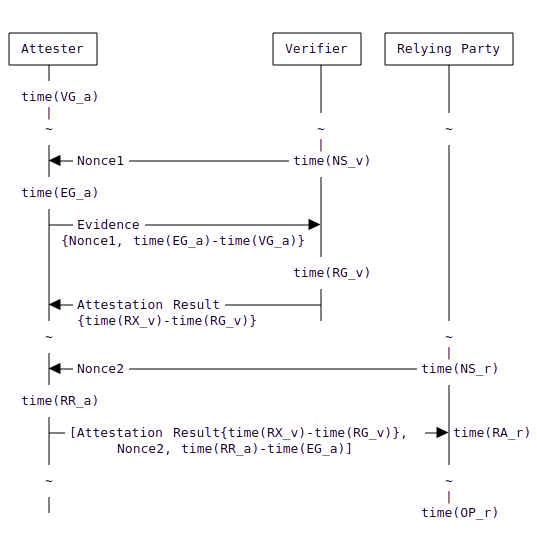 Attester Verifier Relying Party
time(VG_a)
~ ~ ~
Nonce1 time(NS_v)
time(EG_a)
Evidence
{Nonce1, time(EG_a)-time(VG_a)}
time(RG_v)
Attestation Result
{time(RX_v)-time(RG_v)}
~ ~
Nonce2 time(NS_r)
time(RR_a)
[Attestation Result{time(RX_v)-time(RG_v)}, time(RA_r)
Nonce2, time(RR_a)-time(EG_a)]
~ ~
time(OP_r)